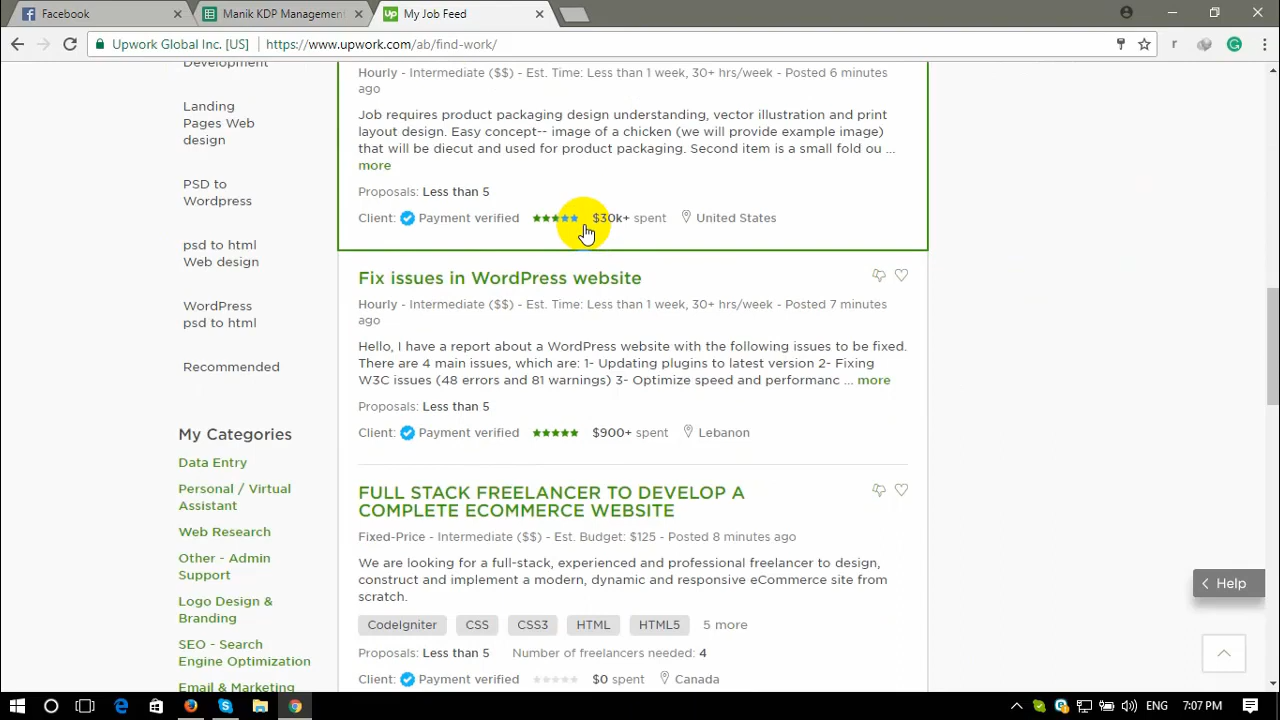 Facebook
Manik KDP Management
My Job Feed
Upwork Global Inc. [US]
https://www.upwork.com/ab/find-work/
Development
Landing
Pages Web
design
PSD to
Wordpress
psd to html
Web design
WordPress
psd to html
Recommended
My Categories
Data Entry
Personal / Virtual
Assistant
Web Research
Other - Admin
Support
Logo Design &
Branding
SEO - Search
Engine Optimization
Email & Marketing
Hourly - Intermediate ($$) - Est. Time: Less than 1 week, 30+ hrs/week - Posted 6 minutes
ago
Job requires product packaging design understanding, vector illustration and print
layout design. Easy concept-- image of a chicken (we will provide example image)
that will be diecut and used for product packaging. Second item is a small fold ou ...
more
Proposals: Less than 5
Client: Payment verified $30k+ spent United States
Fix issues in WordPress website
Hourly - Intermediate ($$) - Est. Time: Less than 1 week, 30+ hrs/week - Posted 7 minutes
ago
Hello, I have a report about a WordPress website with the following issues to be fixed.
There are 4 main issues, which are: 1- Updating plugins to latest version 2- Fixing
W3C issues (48 errors and 81 warnings) 3- Optimize speed and performanc ... more
Proposals: Less than 5
Client: Payment verified $900+ spent Lebanon
FULL STACK FREELANCER TO DEVELOP A
COMPLETE ECOMMERCE WEBSITE
Fixed-Price - Intermediate ($$) - Est. Budget: $125 - Posted 8 minutes ago
We are looking for a full-stack, experienced and professional freelancer to design,
construct and implement a modern, dynamic and responsive eCommerce site from
scratch.
CodeIgniter CSS CSS3 HTML HTML5 5 more
Proposals: Less than 5 Number of freelancers needed: 4
Client: Payment verified $0 spent Canada
Help
ENG 7:07 PM